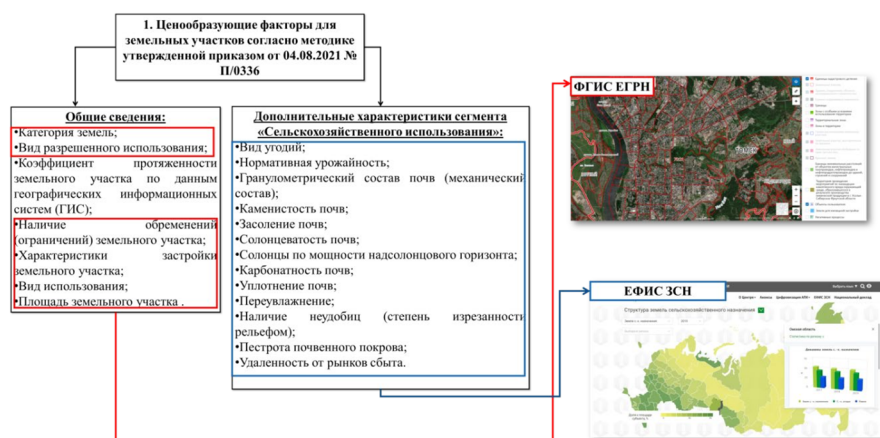 1. Ценообразующие факторы для
земельных участков согласно методике
утвержденной приказом от 04.08.2021 №
П/0336
Общие сведения:
•Категория земель;
•Вид разрешенного использования;
•Коэффициент протяженности
земельного участка по данным
географических информационных
систем (ГИС);
•Наличие обременений
(ограничений) земельного участка;
•Характеристики застройки
земельного участка;
•Вид использования;
•Площадь земельного участка .
Дополнительные характеристики сегмента
«Сельскохозяйственного использования»:
•Вид угодий;
•Нормативная урожайность;
•Гранулометрический состав почв (механический
состав);
•Каменистость почв;
•Засоление почв;
•Солонцеватость почв;
•Солонцы по мощности надсолонцового горизонта;
•Карбонатность почв;
•Уплотнение почв;
•Переувлажнение;
•Наличие неудобиц (степень изрезанности
рельефом);
•Пестрота почвенного покрова;
•Удаленность от рынков сбыта.
ФГИС ЕГРН
ТОМСК
ЕФИС ЗСН
Структура земель сельскохозяйственного назначения
Омская область